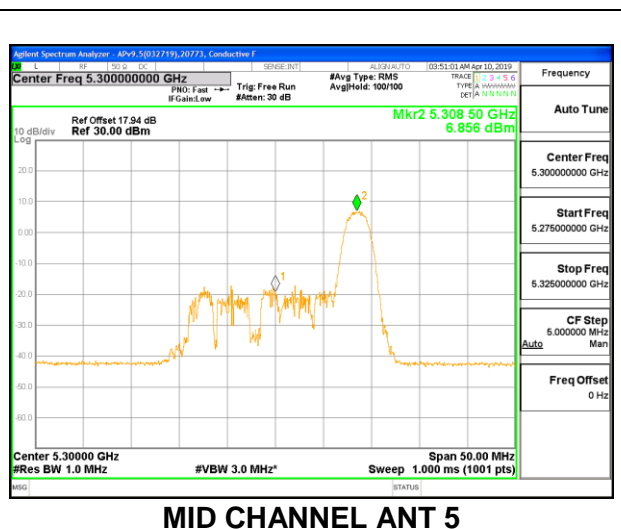 Agilent Spectrum Analyzer - APv9.5(032719),20773, Conductive F
L RF 50 Ω DC SENSE:INT ALIGN AUTO 03:51:01 AM Apr 10, 2019
Center Freq 5.300000000 GHz
PNO: Fast
IFGain:Low
Trig: Free Run
#Atten: 30 dB
#Avg Type: RMS
Avg|Hold: 100/100
TRACE 1 2 3 4 5 6
TYPE A WWWWW
DET A N N N N N
Frequency
Auto Tune
Center Freq
5.300000000 GHz
Start Freq
5.275000000 GHz
Stop Freq
5.325000000 GHz
CF Step
5.000000 MHz
Auto Man
Freq Offset
0 Hz
Mkr2 5.308 50 GHz
6.856 dBm
Ref Offset 17.94 dB
10 dB/div Ref 30.00 dBm
Log
20.0
10.0
0.00
-10.0
-20.0
-30.0
-40.0
-50.0
-60.0
1
2
Center 5.30000 GHz Span 50.00 MHz
#Res BW 1.0 MHz #VBW 3.0 MHz* Sweep 1.000 ms (1001 pts)
MSG STATUS
MID CHANNEL ANT 5